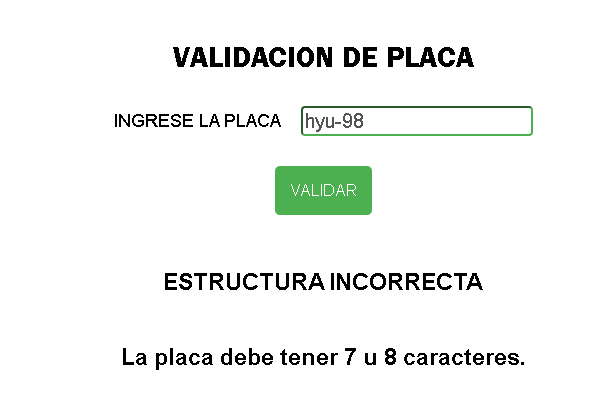 VALIDACION DE PLACA
INGRESE LA PLACA hyu-98
VALIDAR
ESTRUCTURA INCORRECTA
La placa debe tener 7 u 8 caracteres.